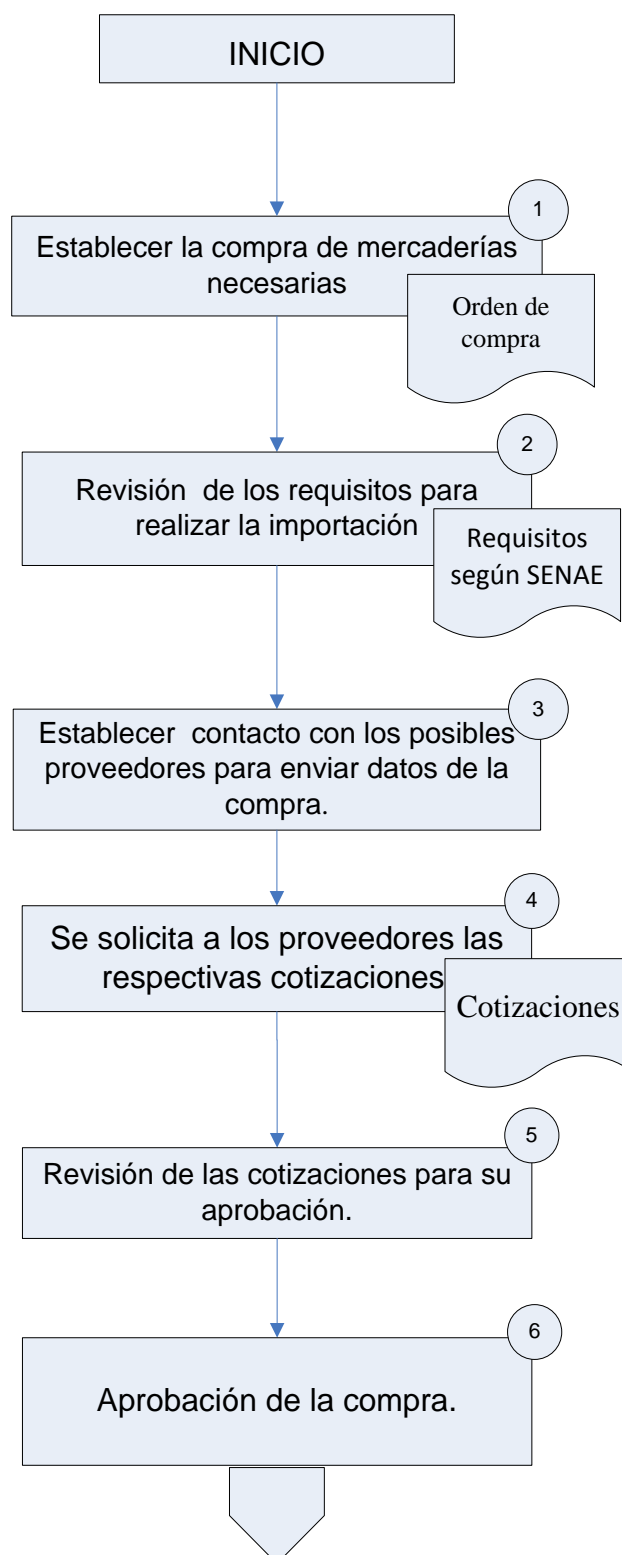 INICIO
1
Establecer la compra de mercaderías
necesarias
Orden de
compra
2
Revisión de los requisitos para
realizar la importación
Requisitos
según SENAE
3
Establecer contacto con los posibles
proveedores para enviar datos de la
compra.
4
Se solicita a los proveedores las
respectivas cotizaciones
Cotizaciones
5
Revisión de las cotizaciones para su
aprobación.
6
Aprobación de la compra.